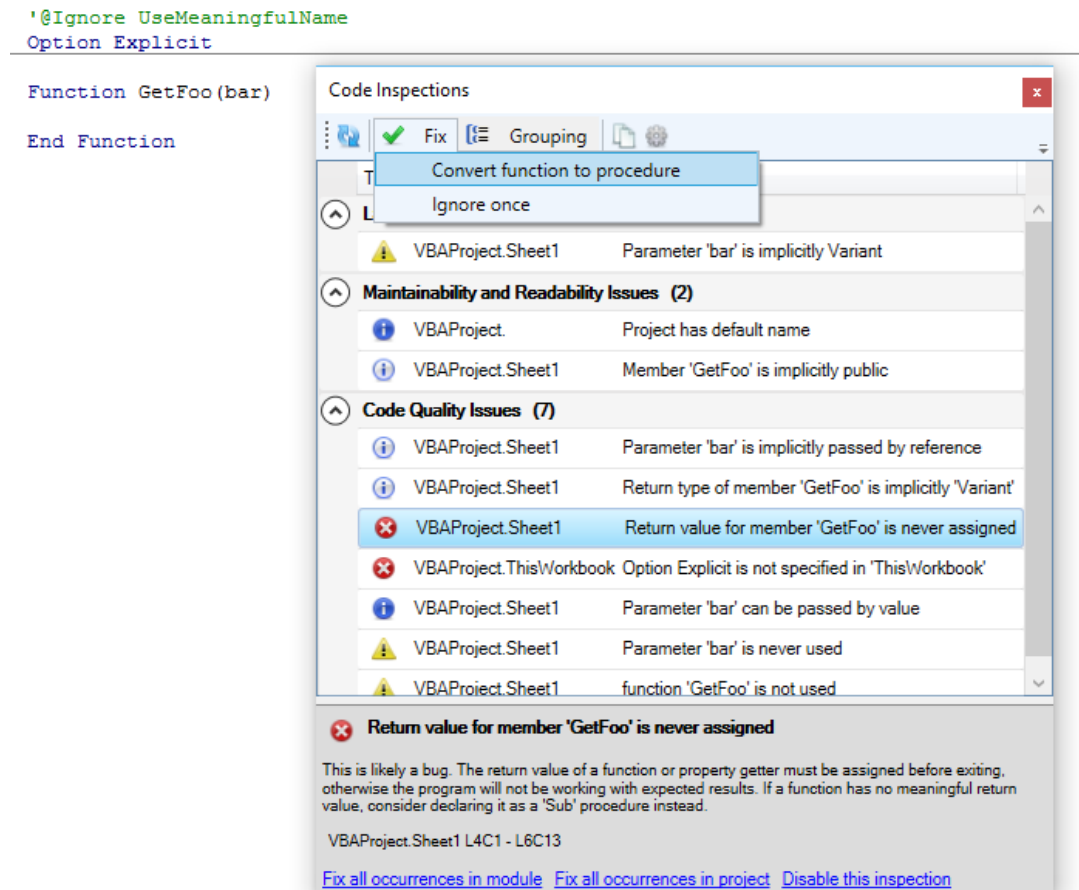 '@Ignore UseMeaningfulName
Option Explicit
Function GetFoo(bar)
End Function
Code Inspections
x
Fix Grouping
Convert function to procedure
Ignore once
T
L
VBAProject.Sheet1 Parameter 'bar' is implicitly Variant
Maintainability and Readability Issues (2)
VBAProject. Project has default name
VBAProject.Sheet1 Member 'GetFoo' is implicitly public
Code Quality Issues (7)
VBAProject.Sheet1 Parameter 'bar' is implicitly passed by reference
VBAProject.Sheet1 Return type of member 'GetFoo' is implicitly 'Variant'
VBAProject.Sheet1 Return value for member 'GetFoo' is never assigned
VBAProject.ThisWorkbook Option Explicit is not specified in 'ThisWorkbook'
VBAProject.Sheet1 Parameter 'bar' can be passed by value
VBAProject.Sheet1 Parameter 'bar' is never used
VBAProject.Sheet1 function 'GetFoo' is not used
Return value for member 'GetFoo' is never assigned
This is likely a bug. The return value of a function or property getter must be assigned before exiting,
otherwise the program will not be working with expected results. If a function has no meaningful return
value, consider declaring it as a 'Sub' procedure instead.
VBAProject.Sheet1 L4C1 - L6C13
Fix all occurrences in module Fix all occurrences in project Disable this inspection